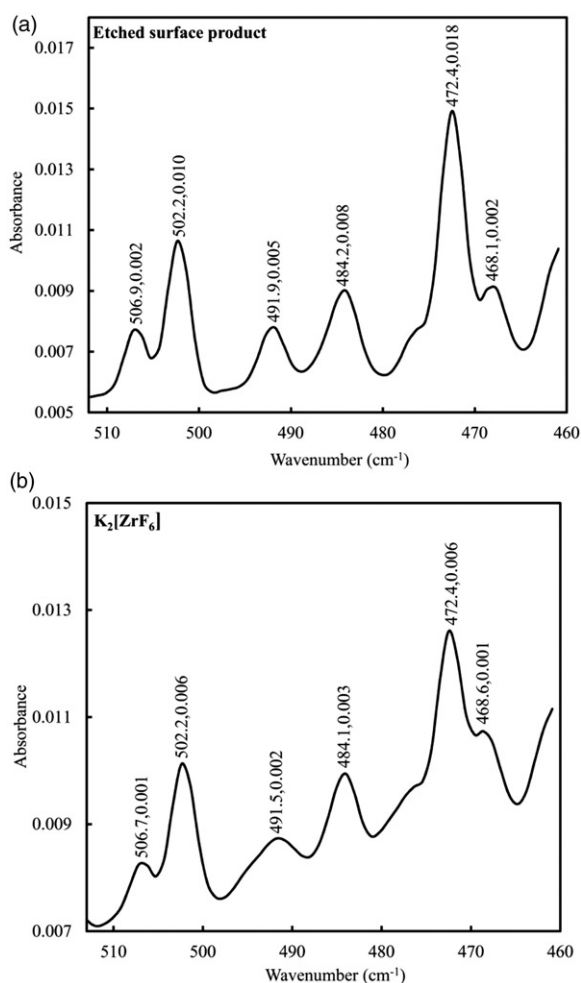 (a)
Etched surface product
0.017
0.015
0.013
0.011
0.009
0.007
0.005
Absorbance
506.9,0.002
502.2,0.010
491.9,0.005
484.2,0.008
472.4,0.018
468.1,0.002
510 500 490 480 470 460
Wavenumber (cm⁻¹)
(b)
K₂[ZrF₆]
0.015
0.013
0.011
0.009
0.007
Absorbance
506.7,0.001
502.2,0.006
491.5,0.002
484.1,0.003
472.4,0.006
468.6,0.001
510 500 490 480 470 460
Wavenumber (cm⁻¹)